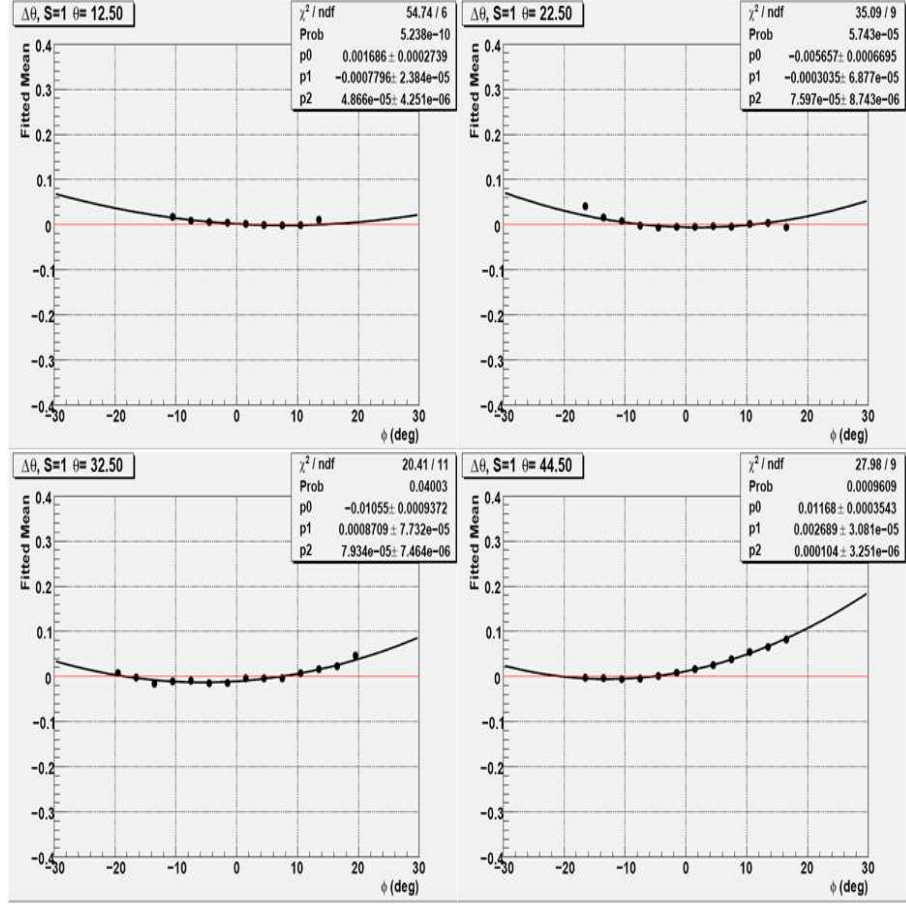 Δθ, S=1 θ= 12.50
χ² / ndf 54.74 / 6
Prob 5.238e−10
p0 0.001686 ± 0.0002739
p1 −0.0007796 ± 2.384e−05
p2 4.866e−05 ± 4.251e−06
Fitted Mean
0.4
0.3
0.2
0.1
0
−0.1
−0.2
−0.3
−0.4
−30 −20 −10 0 10 20 30
ϕ (deg)
Δθ, S=1 θ= 22.50
χ² / ndf 35.09 / 9
Prob 5.743e−05
p0 −0.005657 ± 0.0006695
p1 −0.0003035 ± 6.877e−05
p2 7.597e−05 ± 8.743e−06
Fitted Mean
0.4
0.3
0.2
0.1
0
−0.1
−0.2
−0.3
−0.4
−30 −20 −10 0 10 20 30
ϕ (deg)
Δθ, S=1 θ= 32.50
χ² / ndf 20.41 / 11
Prob 0.04003
p0 −0.01055 ± 0.0009372
p1 0.0008709 ± 7.732e−05
p2 7.934e−05 ± 7.464e−06
Fitted Mean
0.4
0.3
0.2
0.1
0
−0.1
−0.2
−0.3
−0.4
−30 −20 −10 0 10 20 30
ϕ (deg)
Δθ, S=1 θ= 44.50
χ² / ndf 27.98 / 9
Prob 0.0009609
p0 0.01168 ± 0.0003543
p1 0.002689 ± 3.081e−05
p2 0.000104 ± 3.251e−06
Fitted Mean
0.4
0.3
0.2
0.1
0
−0.1
−0.2
−0.3
−0.4
−30 −20 −10 0 10 20 30
ϕ (deg)